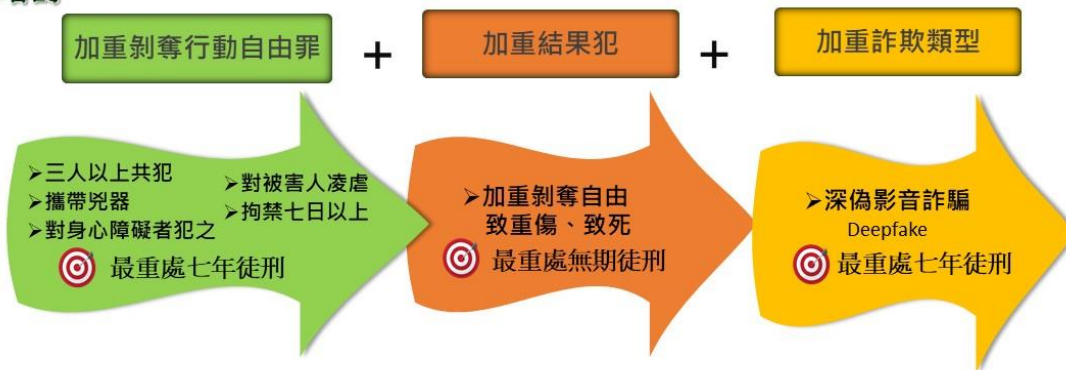 加重剝奪行動自由罪
+
加重結果犯
+
加重詐欺類型
➢三人以上共犯
➢攜帶兇器
➢對身心障礙者犯之
➢對被害人凌虐
➢拘禁七日以上
最重處七年徒刑
➢加重剝奪自由
致重傷、致死
最重處無期徒刑
➢深偽影音詐騙
Deepfake
最重處七年徒刑